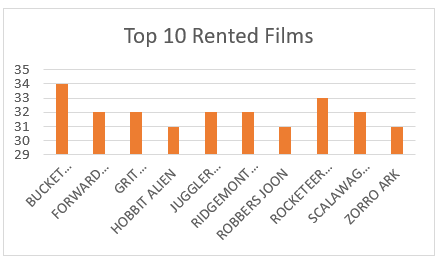 Top 10 Rented Films
35
34
33
32
31
30
29
BUCKET...
FORWARD...
GRIT...
HOBBIT ALIEN
JUGGLER...
RIDGEMONT...
ROBBERS JOON
ROCKETEER...
SCALAWAG...
ZORRO ARK